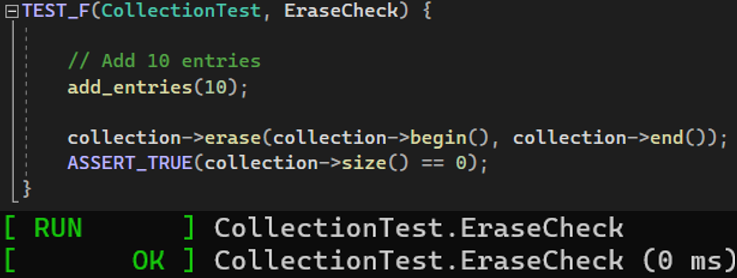 TEST_F(CollectionTest, EraseCheck) {
// Add 10 entries
add_entries(10);
collection->erase(collection->begin(), collection->end());
ASSERT_TRUE(collection->size() == 0);
}
[ RUN      ] CollectionTest.EraseCheck
[       OK ] CollectionTest.EraseCheck (0 ms)